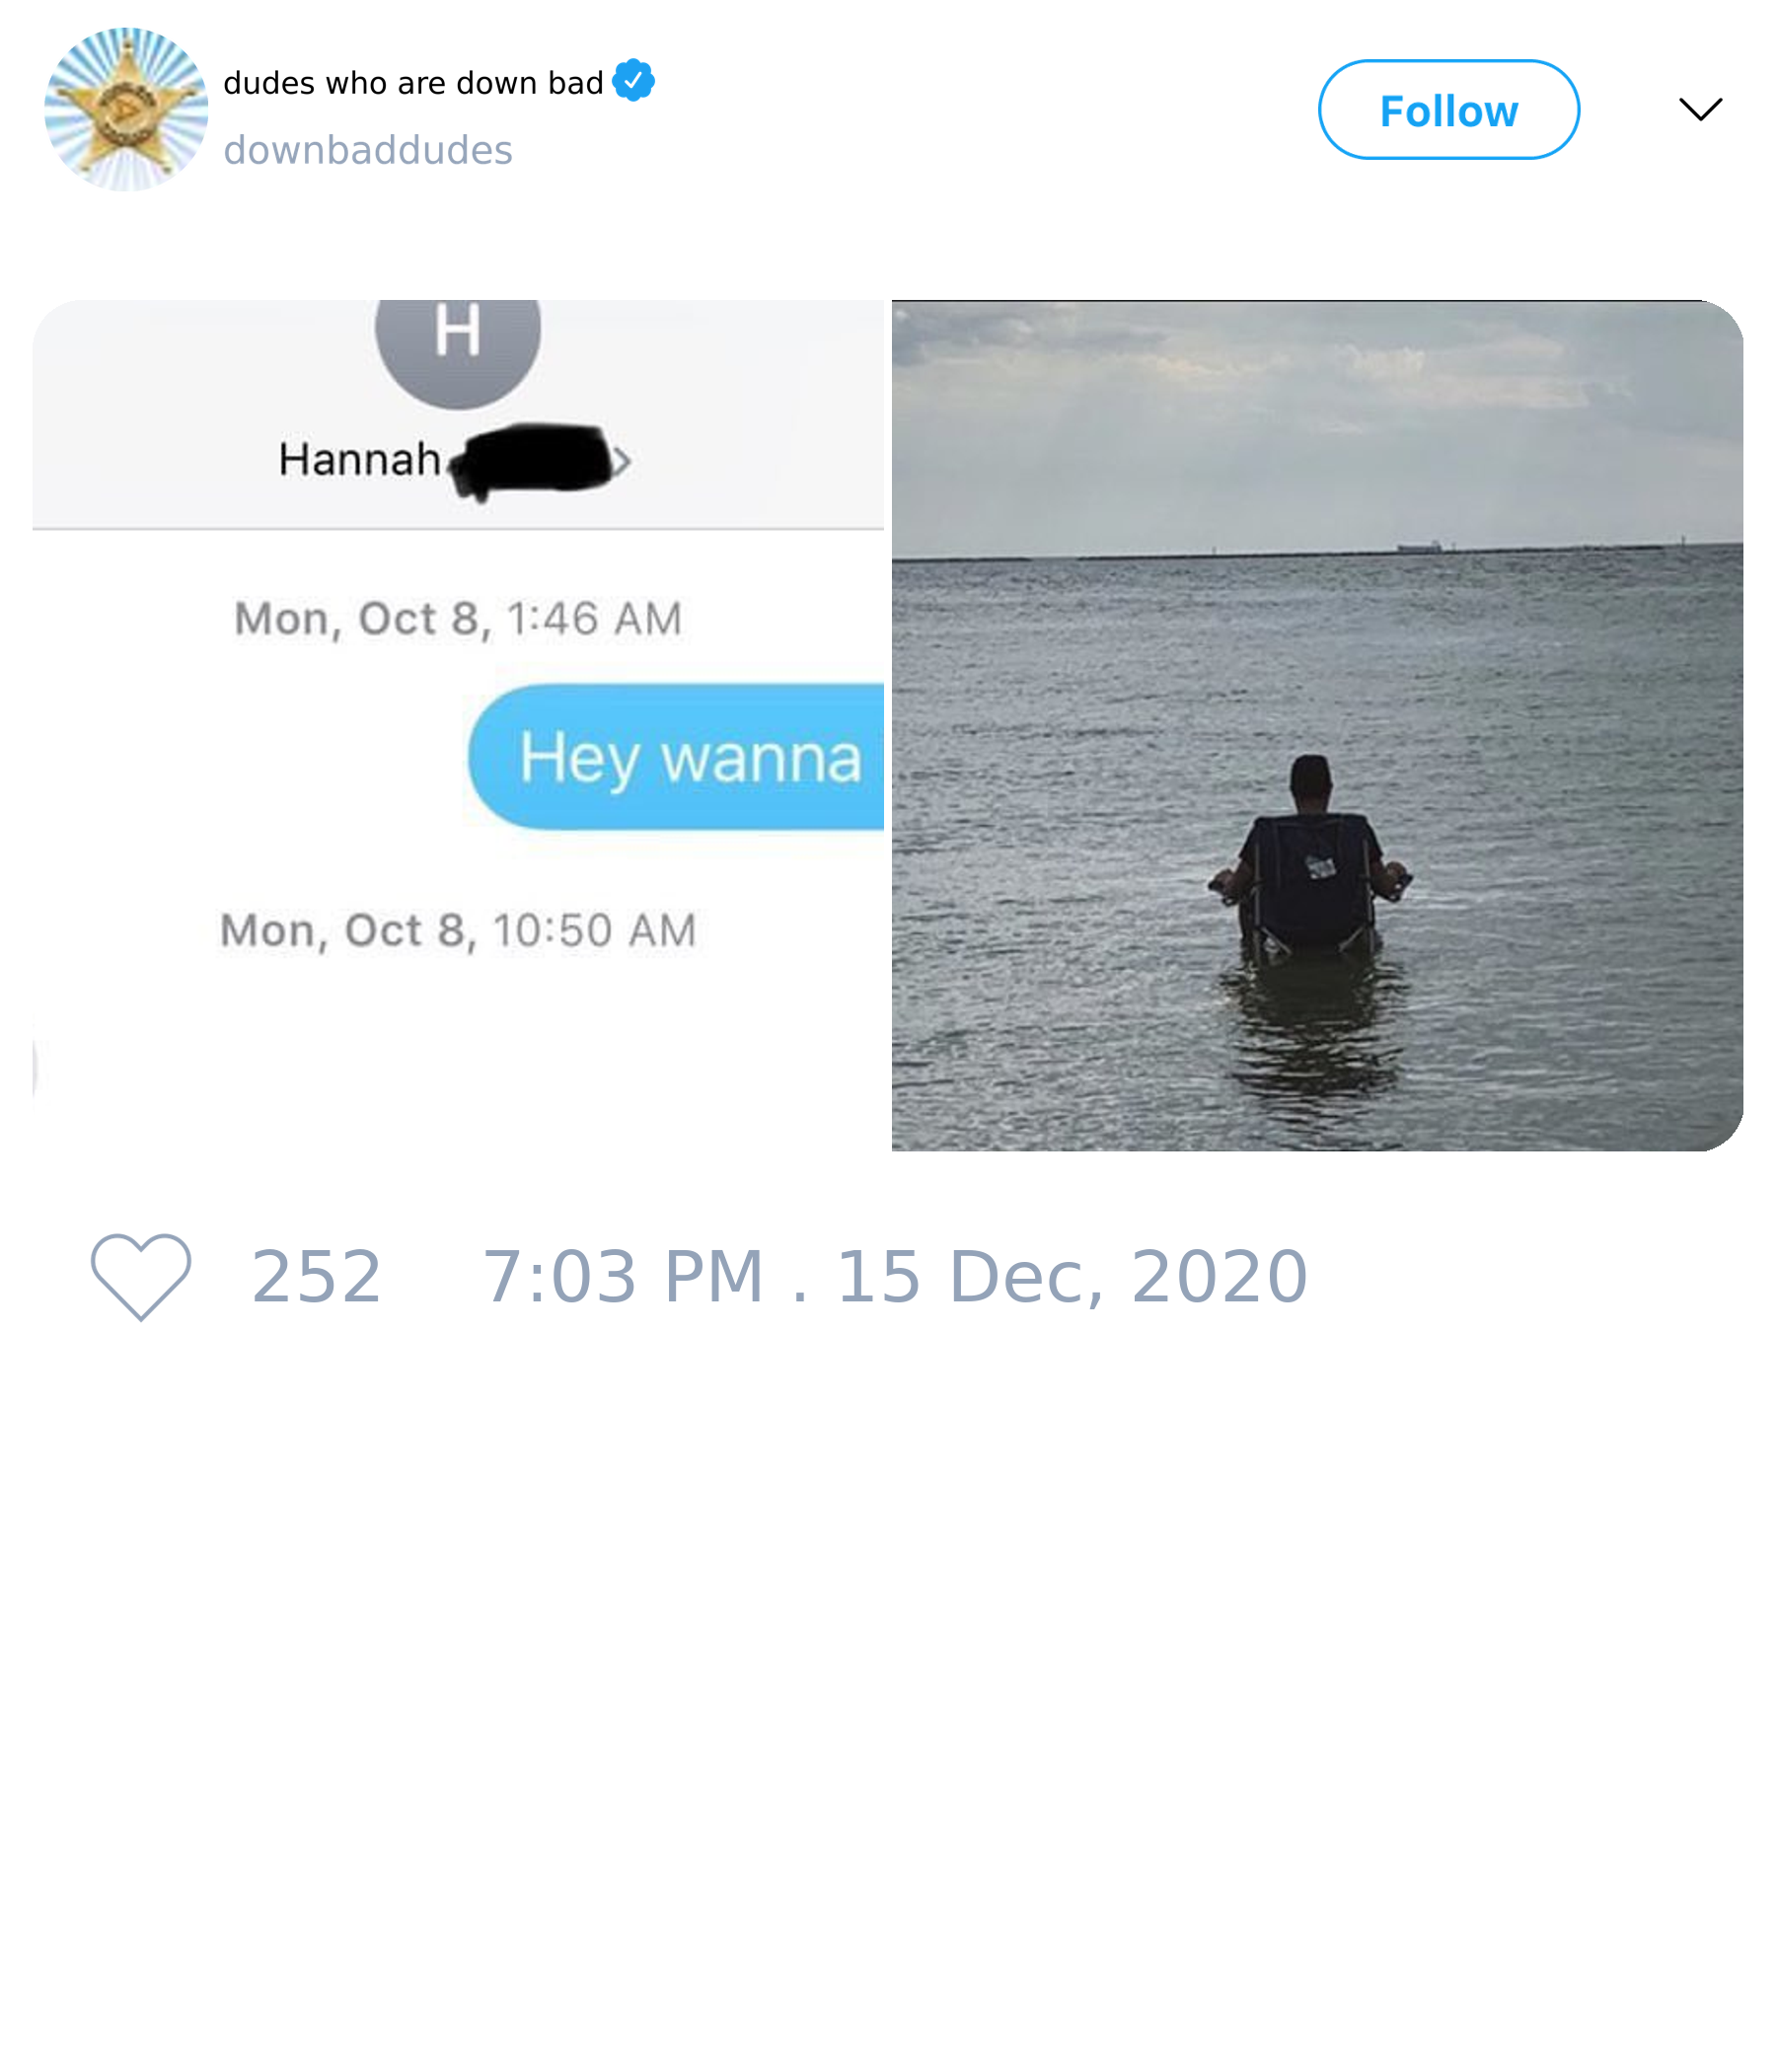 dudes who are down bad
downbaddudes
Follow
H
Hannah
Mon, Oct 8, 1:46 AM
Hey wanna
Mon, Oct 8, 10:50 AM
252 7:03 PM . 15 Dec, 2020